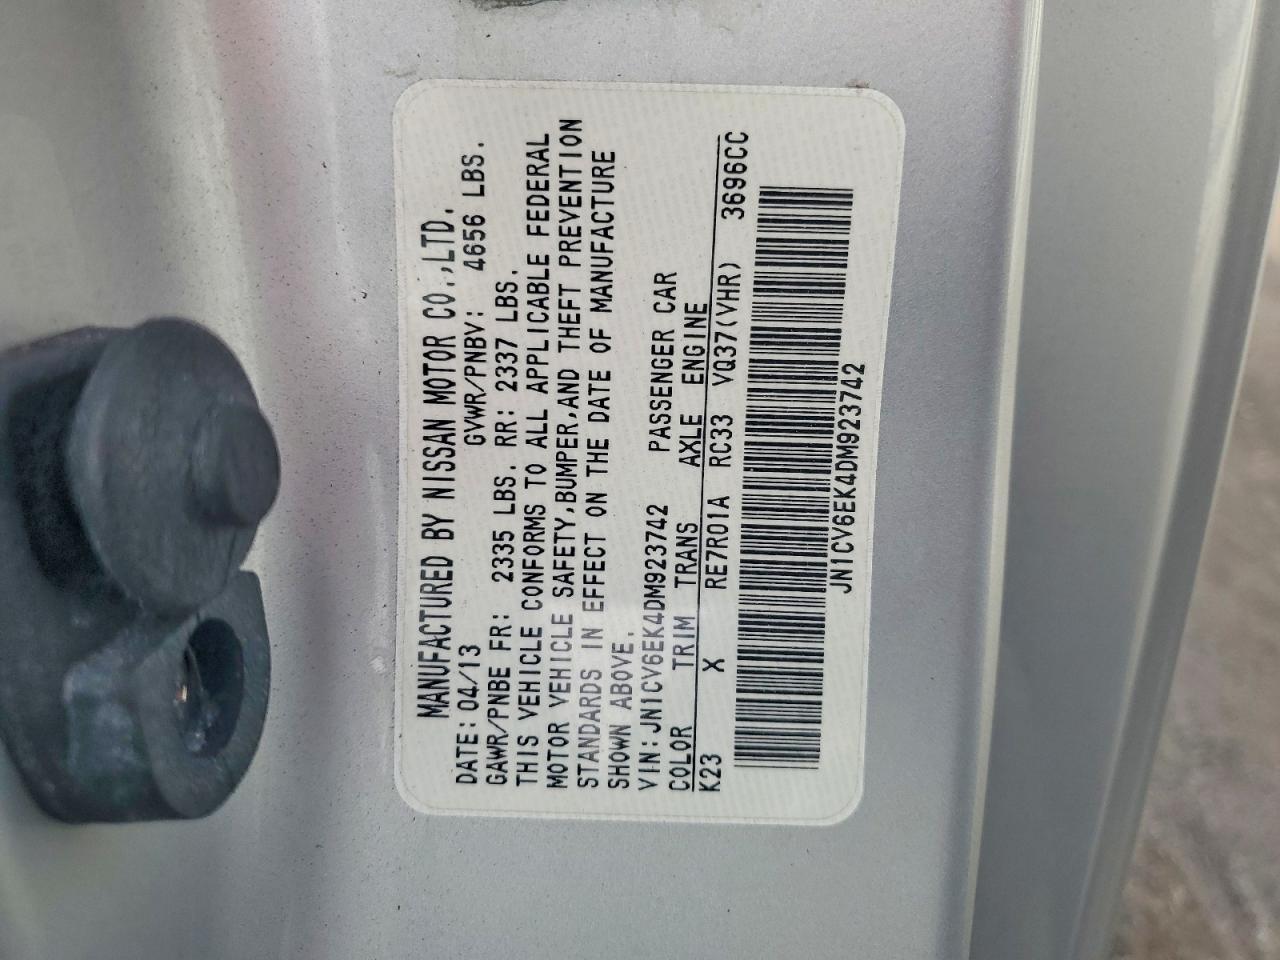 MANUFACTURED BY NISSAN MOTOR CO.,LTD.
DATE: 04/13 GVWR/PNBV: 4656 LBS.
GAWR/PNBE FR: 2335 LBS. RR: 2337 LBS.
THIS VEHICLE CONFORMS TO ALL APPLICABLE FEDERAL
MOTOR VEHICLE SAFETY,BUMPER,AND THEFT PREVENTION
STANDARDS IN EFFECT ON THE DATE OF MANUFACTURE
SHOWN ABOVE.
VIN:JN1CV6EK4DM923742 PASSENGER CAR
COLOR TRIM TRANS AXLE ENGINE
K23 X RE7R01A RC33 VQ37(VHR) 3696CC
JN1CV6EK4DM923742